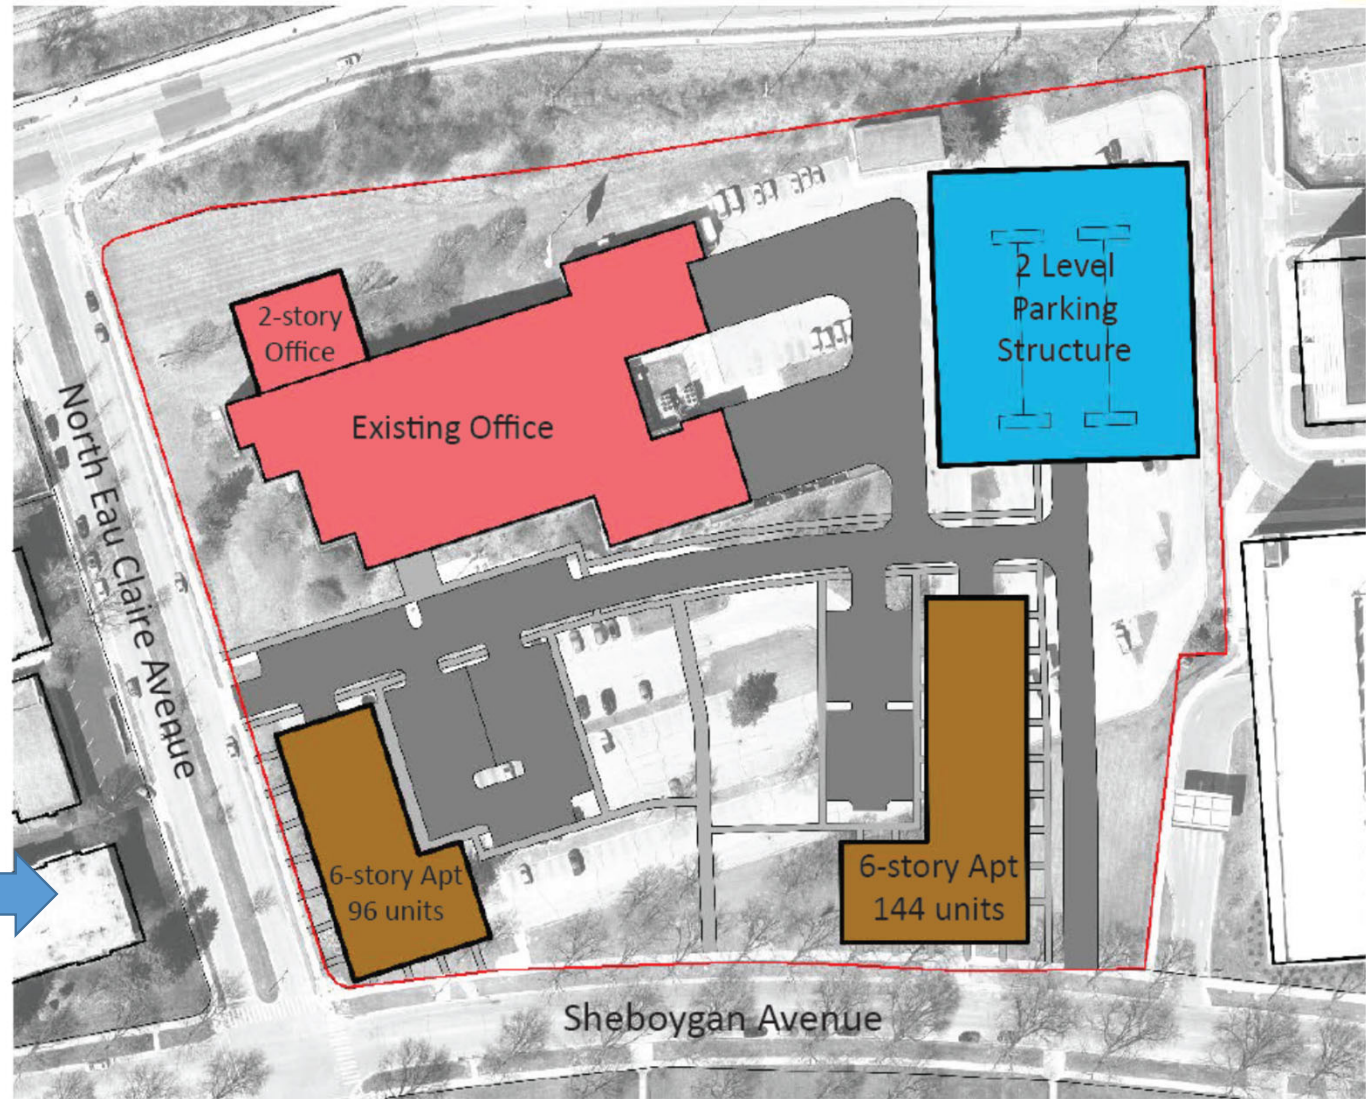 2-story
Office
Existing Office
2 Level
Parking
Structure
North Eau Claire Avenue
6-story Apt
96 units
6-story Apt
144 units
Sheboygan Avenue